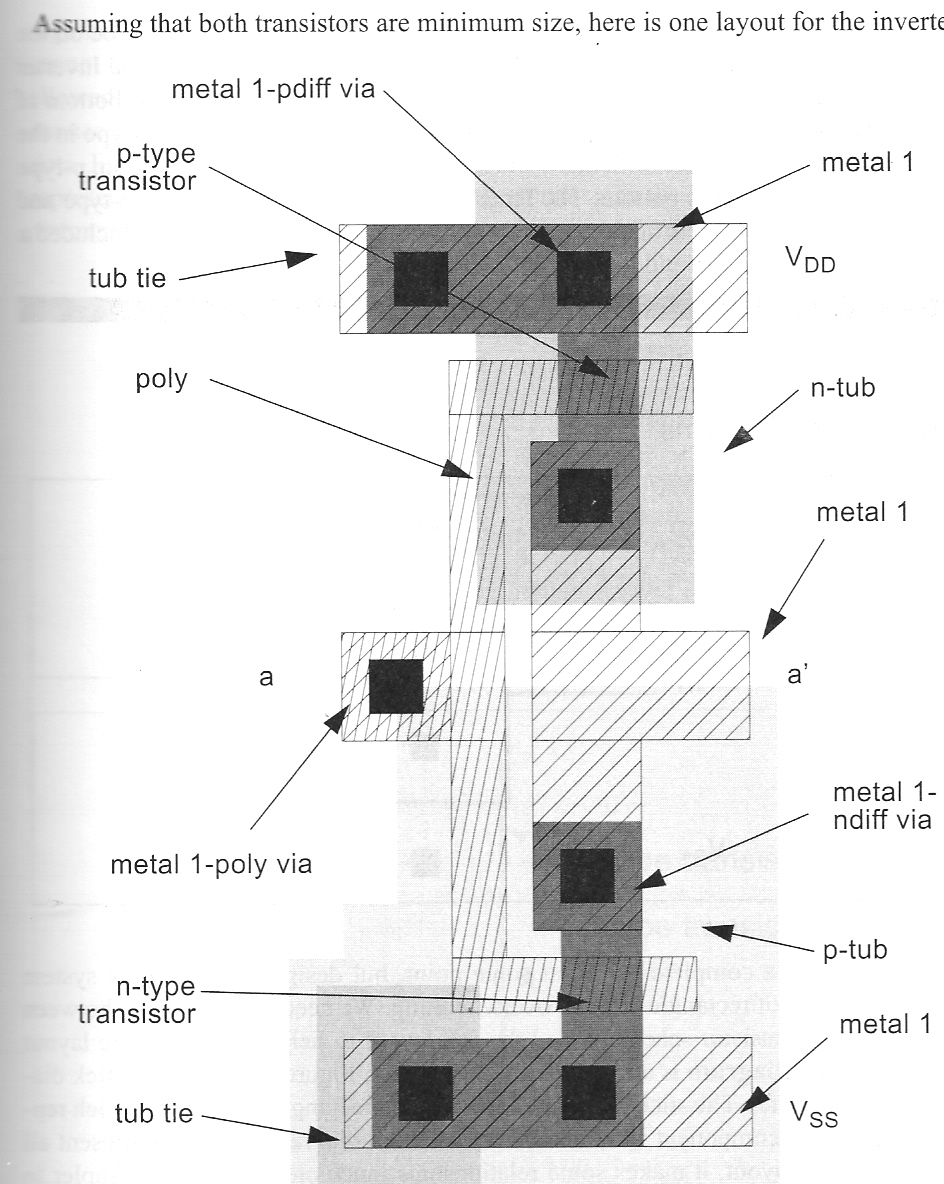 Assuming that both transistors are minimum size, here is one layout for the inverte
metal 1-pdiff via
p-type
transistor
metal 1
tub tie
VDD
poly
n-tub
metal 1
a
a’
metal 1-
ndiff via
metal 1-poly via
p-tub
n-type
transistor
metal 1
tub tie
VSS